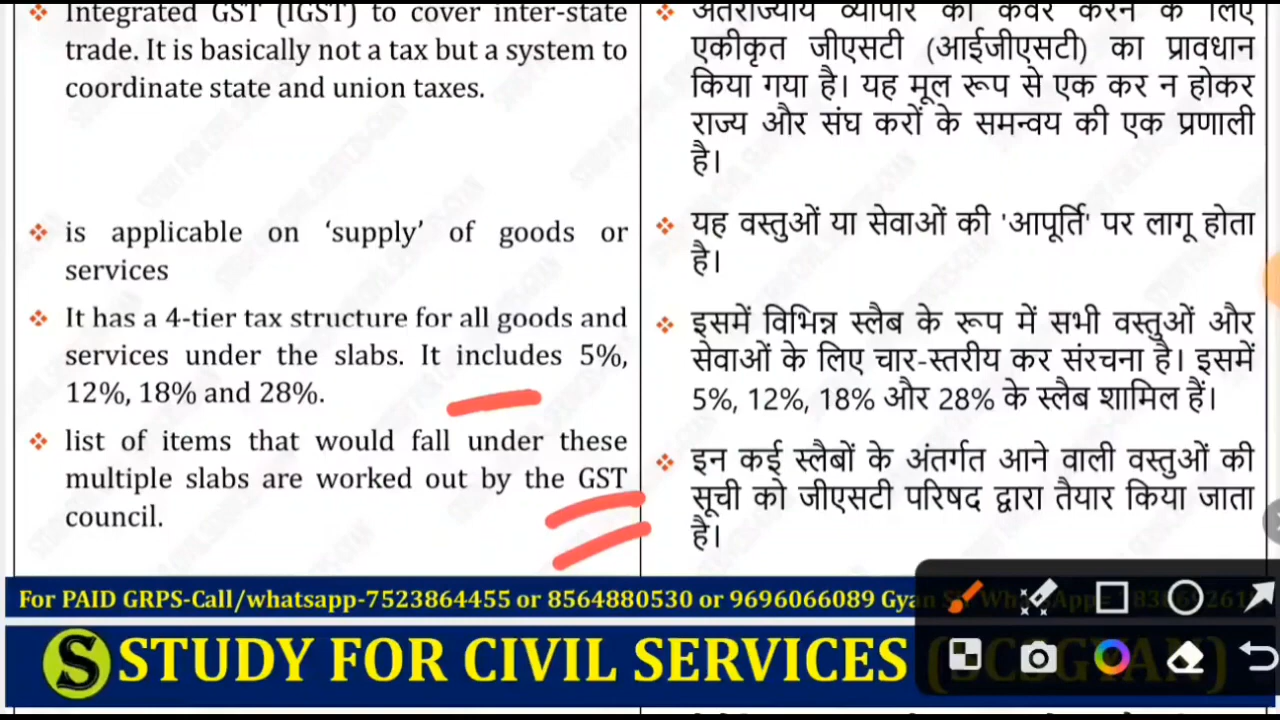 Integrated GST (IGST) to cover inter-state
trade. It is basically not a tax but a system to
coordinate state and union taxes.
❖ is applicable on ‘supply’ of goods or
services
❖ It has a 4-tier tax structure for all goods and
services under the slabs. It includes 5%,
12%, 18% and 28%.
❖ list of items that would fall under these
multiple slabs are worked out by the GST
council.
❖ अंतर्राज्यीय व्यापार को कवर करने के लिए
एकीकृत जीएसटी (आईजीएसटी) का प्रावधान
किया गया है। यह मूल रूप से एक कर न होकर
राज्य और संघ करों के समन्वय की एक प्रणाली
है।
❖ यह वस्तुओं या सेवाओं की 'आपूर्ति' पर लागू होता
है।
❖ इसमें विभिन्न स्लैब के रूप में सभी वस्तुओं और
सेवाओं के लिए चार-स्तरीय कर संरचना है। इसमें
5%, 12%, 18% और 28% के स्लैब शामिल हैं।
❖ इन कई स्लैबों के अंतर्गत आने वाली वस्तुओं की
सूची को जीएसटी परिषद द्वारा तैयार किया जाता
है।
For PAID GRPS-Call/whatsapp-7523864455 or 8564880530 or 9696066089 Gyan
STUDY FOR CIVIL SERVICES